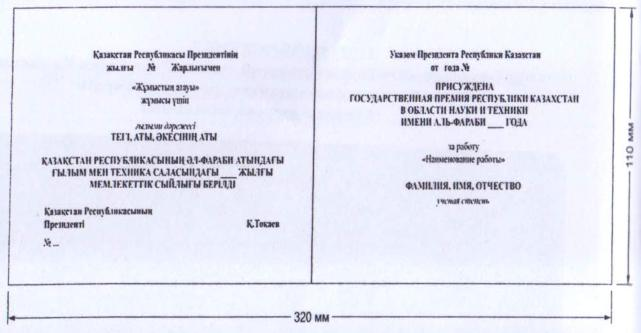 Қазақстан Республикасы Президентінің
жылғы № Жарлығымен
«Жұмыстың атауы»
жұмысы үшін
ғылыми дәрежесі
ТЕГІ, АТЫ, ӘКЕСІНІҢ АТЫ
ҚАЗАҚСТАН РЕСПУБЛИКАСЫНЫҢ ӘЛ-ФАРАБИ АТЫНДАҒЫ
ҒЫЛЫМ МЕН ТЕХНИКА САЛАСЫНДАҒЫ ___ ЖЫЛҒЫ
МЕМЛЕКЕТТІК СЫЙЛЫҒЫ БЕРІЛДІ
Қазақстан Республикасының
Президенті Қ.Тоқаев
№ ...
Указом Президента Республики Казахстан
от года №
ПРИСУЖДЕНА
ГОСУДАРСТВЕННАЯ ПРЕМИЯ РЕСПУБЛИКИ КАЗАХСТАН
В ОБЛАСТИ НАУКИ И ТЕХНИКИ
ИМЕНИ АЛЬ-ФАРАБИ ___ ГОДА
за работу
«Наименование работы»
ФАМИЛИЯ, ИМЯ, ОТЧЕСТВО
ученая степень
110 мм
320 мм